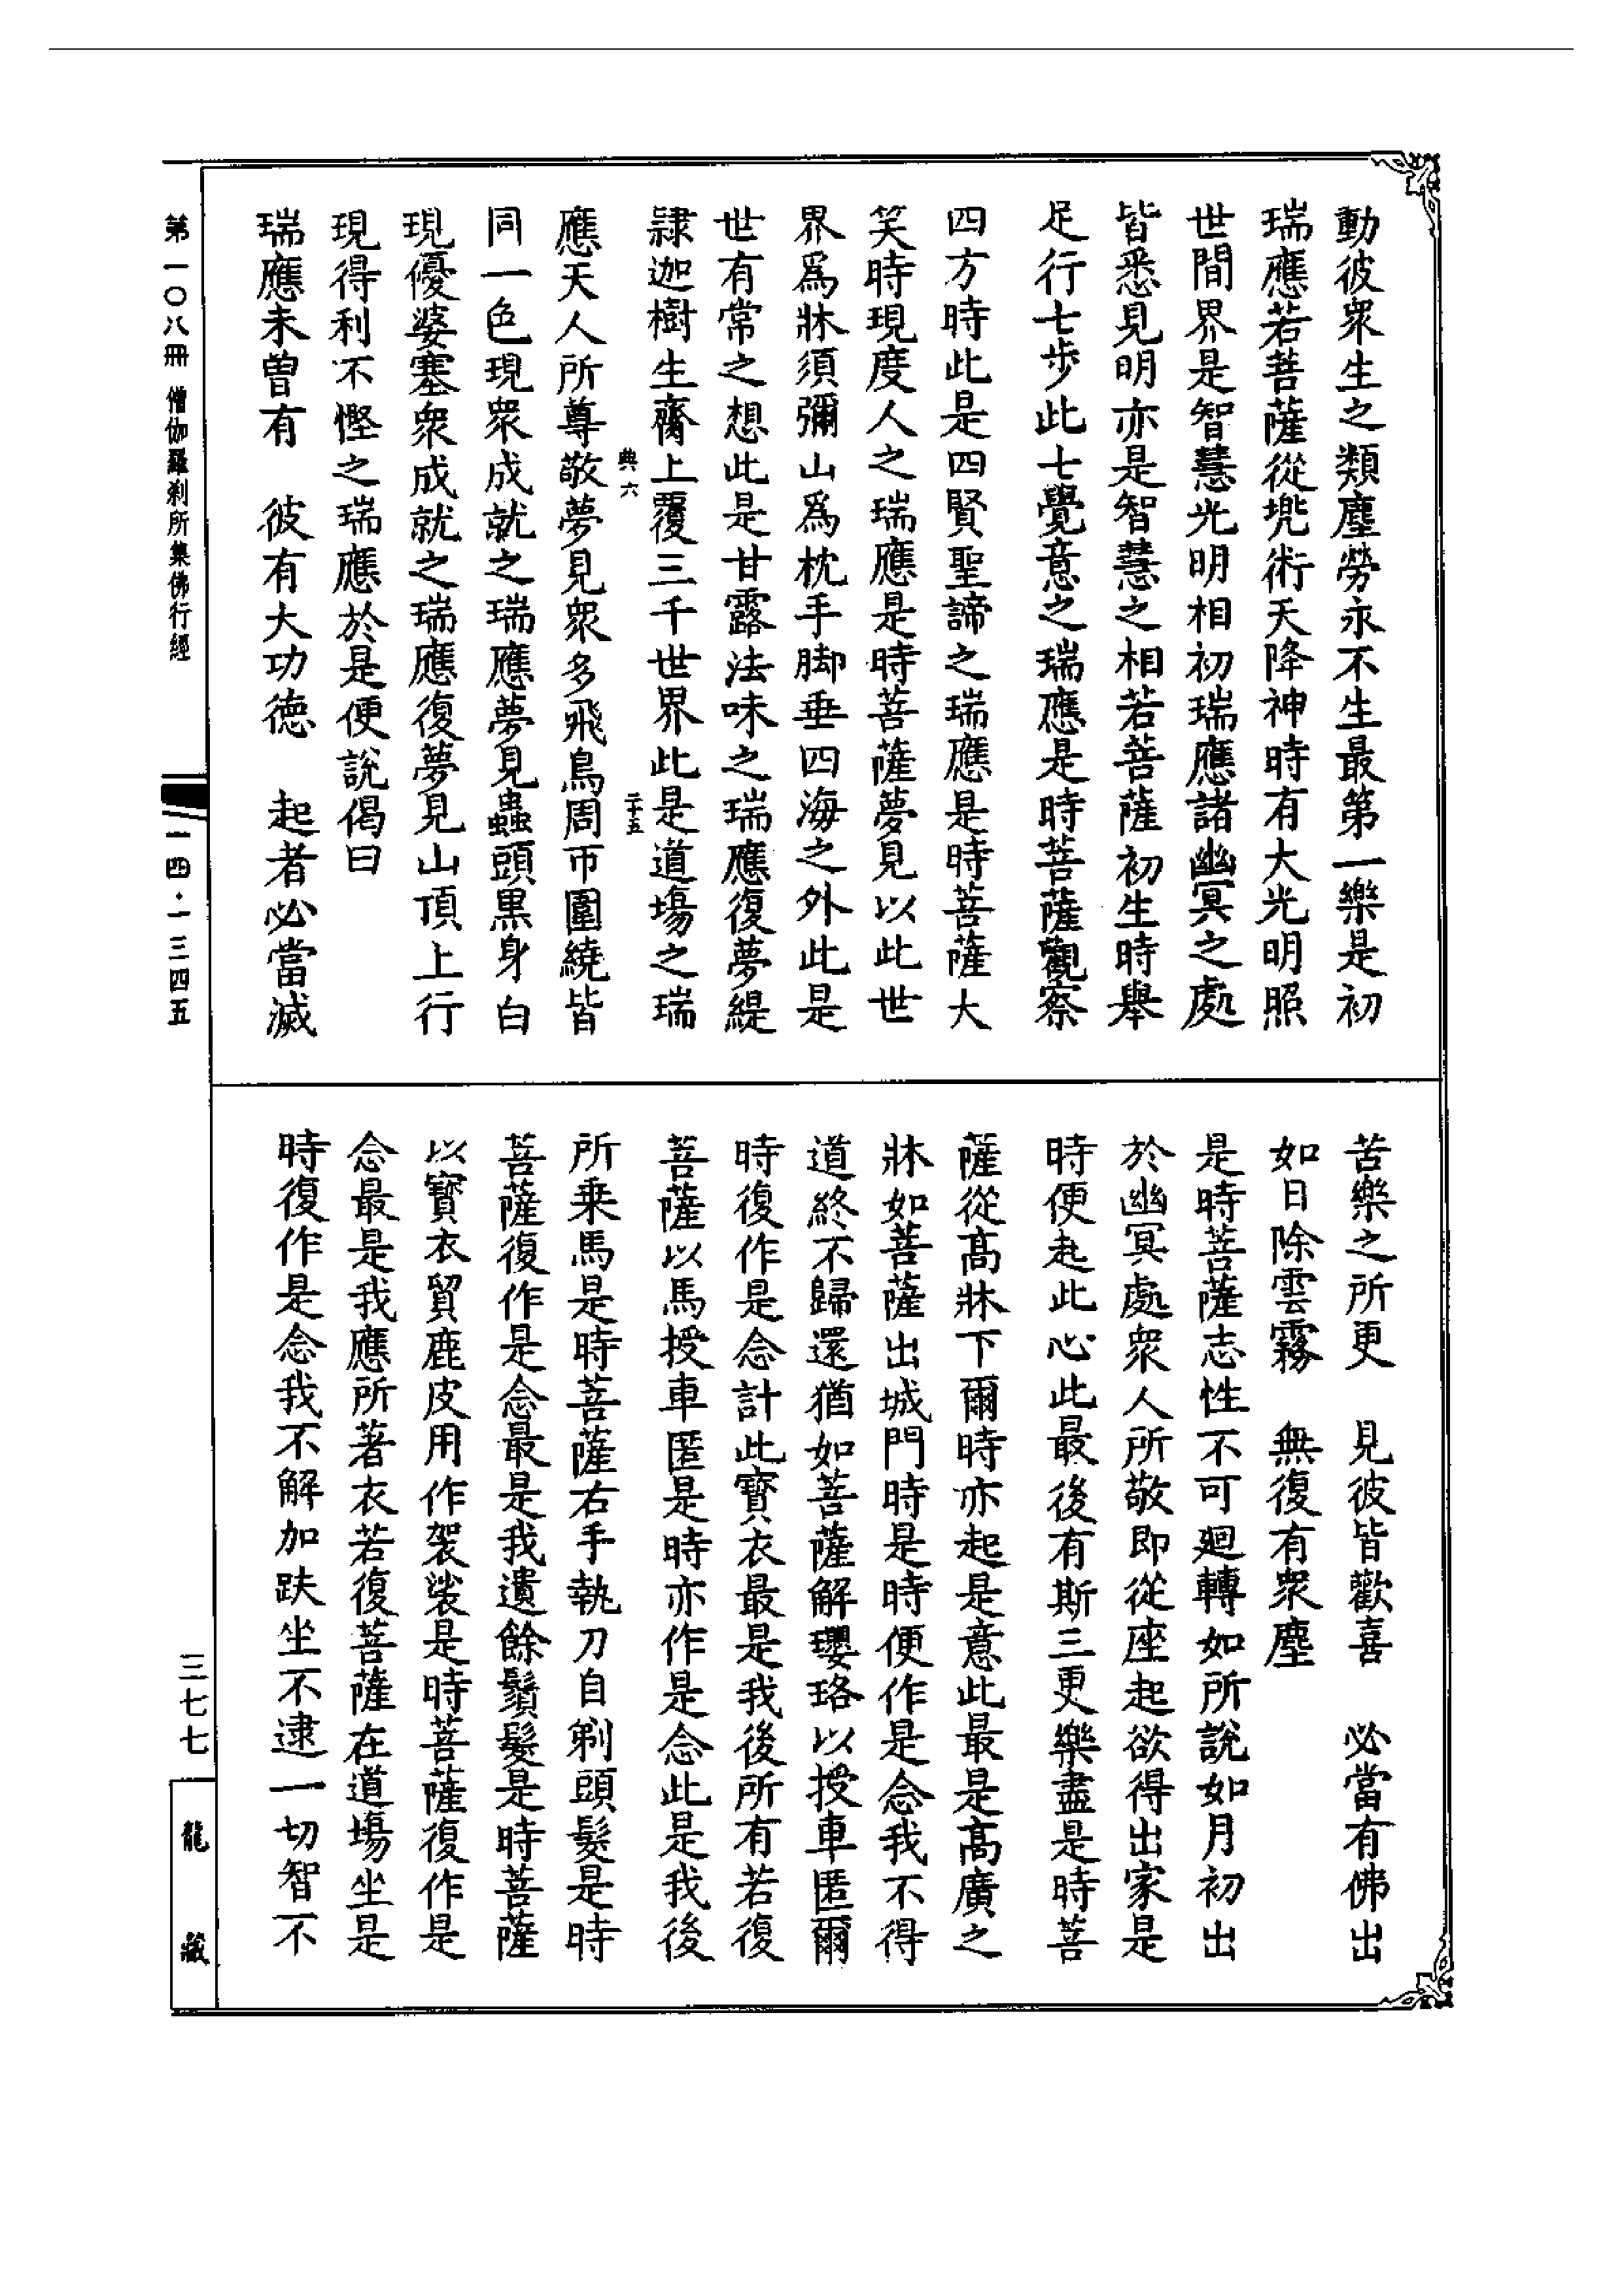 動彼眾生之類塵勞永不生最第一樂是初
瑞應若菩薩從兠術天降神時有大光明照
世間界是智慧光明相初瑞應諸幽冥之處
皆悉見明亦是智慧之相若菩薩初生時舉
足行七步此七覺意之瑞應是時菩薩觀察
四方時此是四賢聖諦之瑞應是時菩薩大
笑時現度人之瑞應是時菩薩夢見以此世
界爲牀須彌山爲枕手脚垂四海之外此是
世有常之想此是甘露法味之瑞應復夢緹
隸迦樹生齊上覆三千世界此是道場之瑞
典六 二十五
應天人所尊敬夢見眾多飛鳥周帀圍繞皆
同一色現眾成就之瑞應夢見蟲頭黑身白
現優婆塞眾成就之瑞應復夢見山頂上行
現得利不慳之瑞應於是便說偈曰
瑞應未曾有 彼有大功德 起者必當滅
苦樂之所更 見彼皆歡喜 必當有佛出
如日除雲霧 無復有眾塵
是時菩薩志性不可廻轉如所說如月初出
於幽冥處眾人所敬即從座起欲得出家是
時便起此心此最後有斯三更樂盡是時菩
薩從高牀下爾時亦起是意此最是高廣之
牀如菩薩出城門時是時便作是念我不得
道終不歸還猶如菩薩解瓔珞以授車匿爾
時復作是念計此寶衣最是我後所有若復
菩薩以馬授車匿是時亦作是念此是我後
所乗馬是時菩薩右手執刀自剃頭髮是時
菩薩復作是念最是我遺餘鬚髮是時菩薩
以寶衣貿鹿皮用作袈裟是時菩薩復作是
念最是我應所著衣若復菩薩在道場坐是
時復作是念我不解加趺坐不逮一切智不
第一〇八冊 僧伽羅刹所集佛行經
一四·一三四五
三七七
龍藏